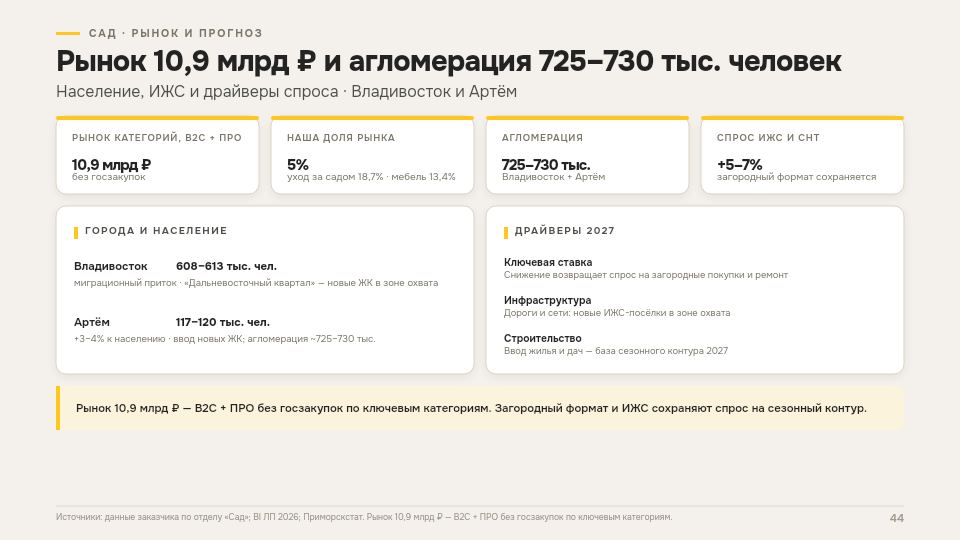 САД · РЫНОК И ПРОГНОЗ
Рынок 10,9 млрд ₽ и агломерация 725–730 тыс. человек
Население, ИЖС и драйверы спроса · Владивосток и Артём
РЫНОК КАТЕГОРИЙ, B2C + ПРО
10,9 млрд ₽
без госзакупок
НАША ДОЛЯ РЫНКА
5%
уход за садом 18,7% · мебель 13,4%
АГЛОМЕРАЦИЯ
725–730 тыс.
Владивосток + Артём
СПРОС ИЖС И СНТ
+5–7%
загородный формат сохраняется
ГОРОДА И НАСЕЛЕНИЕ
Владивосток 608–613 тыс. чел.
миграционный приток · «Дальневосточный квартал» — новые ЖК в зоне охвата
Артём 117–120 тыс. чел.
+3–4% к населению · ввод новых ЖК; агломерация ~725–730 тыс.
ДРАЙВЕРЫ 2027
Ключевая ставка
Снижение возвращает спрос на загородные покупки и ремонт
Инфраструктура
Дороги и сети: новые ИЖС-посёлки в зоне охвата
Строительство
Ввод жилья и дач — база сезонного контура 2027
Рынок 10,9 млрд ₽ — B2C + ПРО без госзакупок по ключевым категориям. Загородный формат и ИЖС сохраняют спрос на сезонный контур.
Источники: данные заказчика по отделу «Сад»; BI ЛП 2026; Приморскстат. Рынок 10,9 млрд ₽ — B2C + ПРО без госзакупок по ключевым категориям.
44